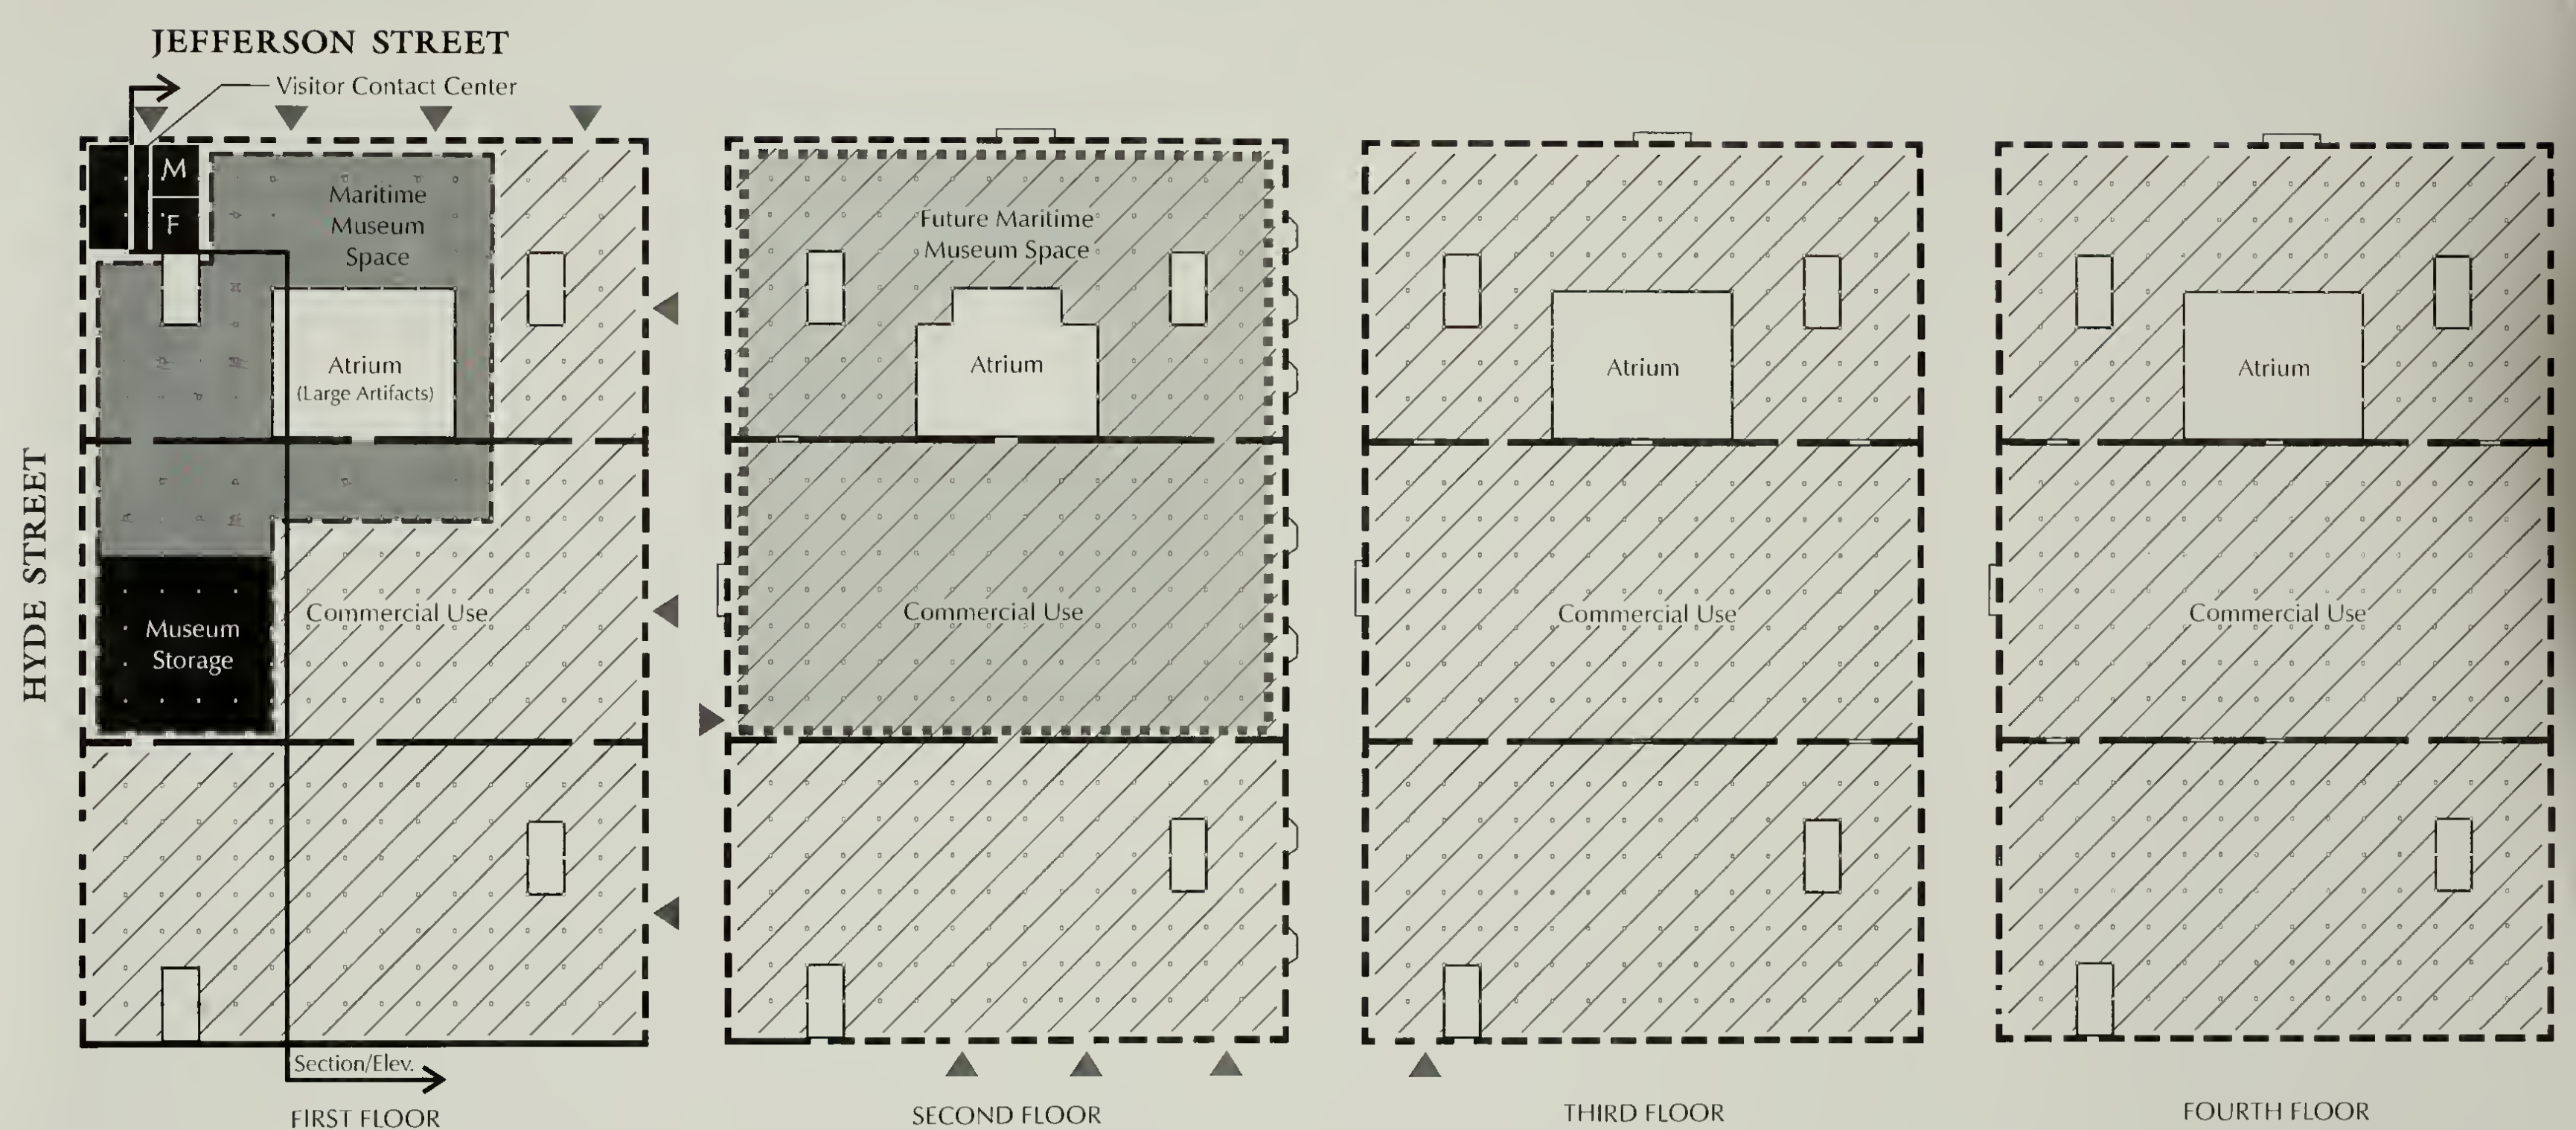 JEFFERSON STREET
Visitor Contact Center
M
F
Maritime
Museum
Space
Atrium
(Large Artifacts)
HYDE STREET
Museum
Storage
Commercial Use
Section/Elev.
FIRST FLOOR
Future Maritime
Museum Space
Atrium
Commercial Use
SECOND FLOOR
Atrium
Commercial Use
THIRD FLOOR
Atrium
Commercial Use
FOURTH FLOOR